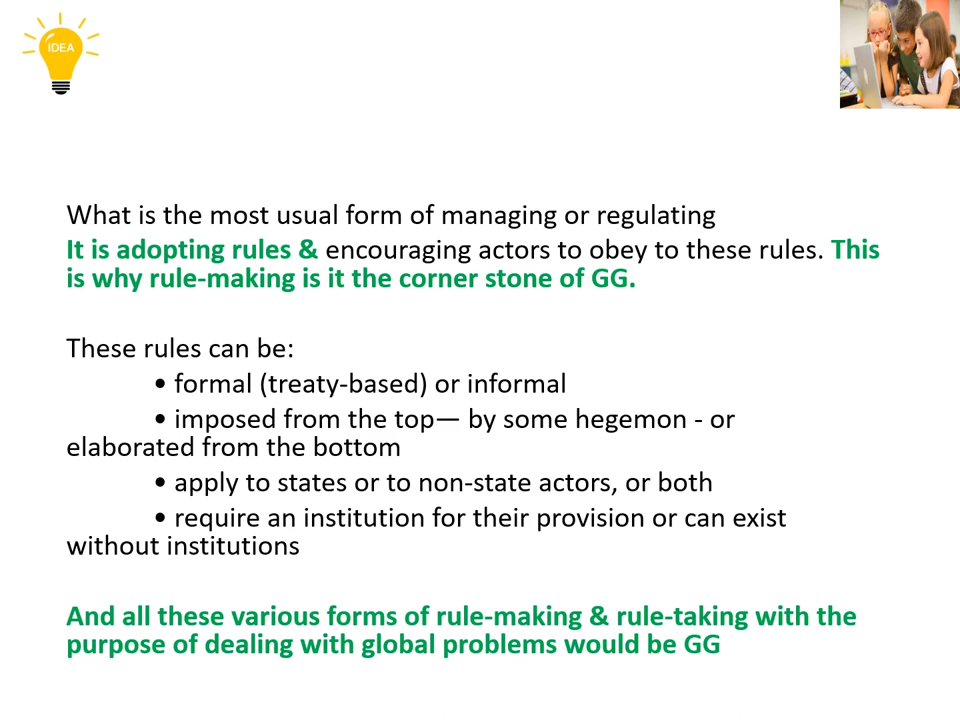 IDEA
What is the most usual form of managing or regulating
It is adopting rules & encouraging actors to obey to these rules. This
is why rule-making is it the corner stone of GG.
These rules can be:
• formal (treaty-based) or informal
• imposed from the top— by some hegemon - or
elaborated from the bottom
• apply to states or to non-state actors, or both
• require an institution for their provision or can exist
without institutions
And all these various forms of rule-making & rule-taking with the
purpose of dealing with global problems would be GG